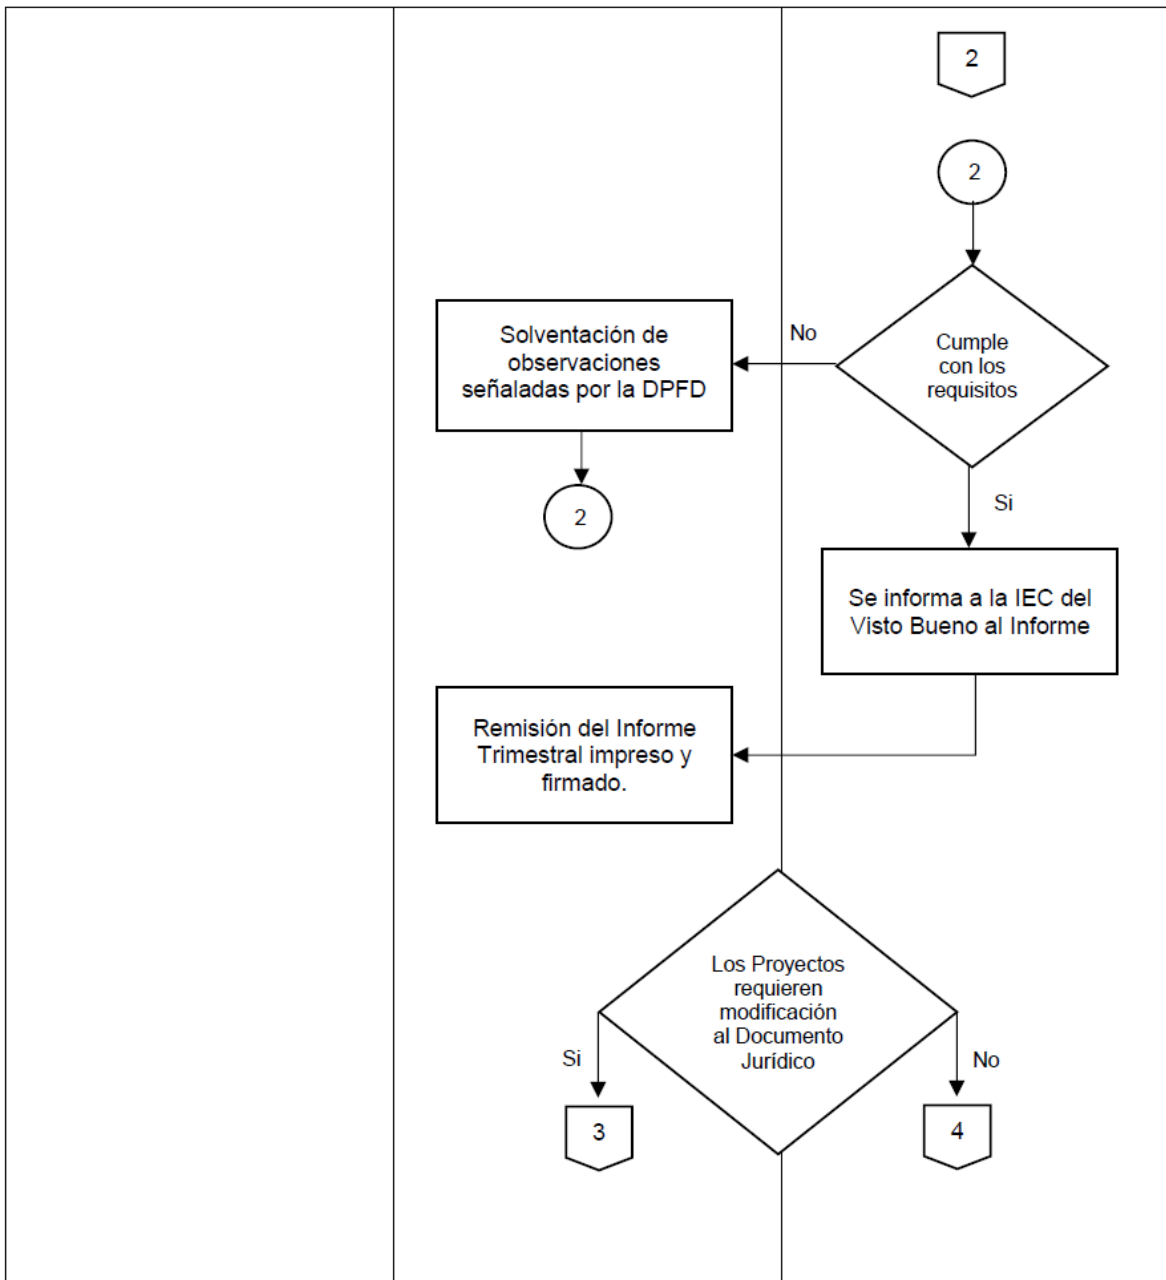 2
2
Cumple
con los
requisitos
No
Solventación de
observaciones
señaladas por la DPFD
2
Si
Se informa a la IEC del
Visto Bueno al Informe
Remisión del Informe
Trimestral impreso y
firmado.
Los Proyectos
requieren
modificación
al Documento
Jurídico
Si
No
3
4